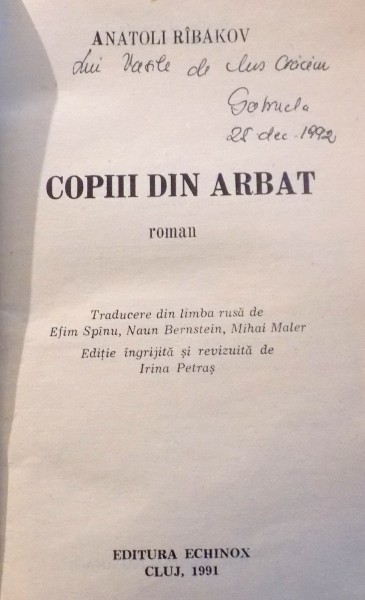 ANATOLI RÎBAKOV
Lui Vasile de Moș Crăciun
Gabriela
25 dec. 1992
COPIII DIN ARBAT
roman
Traducere din limba rusă de
Efim Spînu, Naun Bernstein, Mihai Maler
Ediție îngrijită și revizuită de
Irina Petraș
EDITURA ECHINOX
CLUJ, 1991